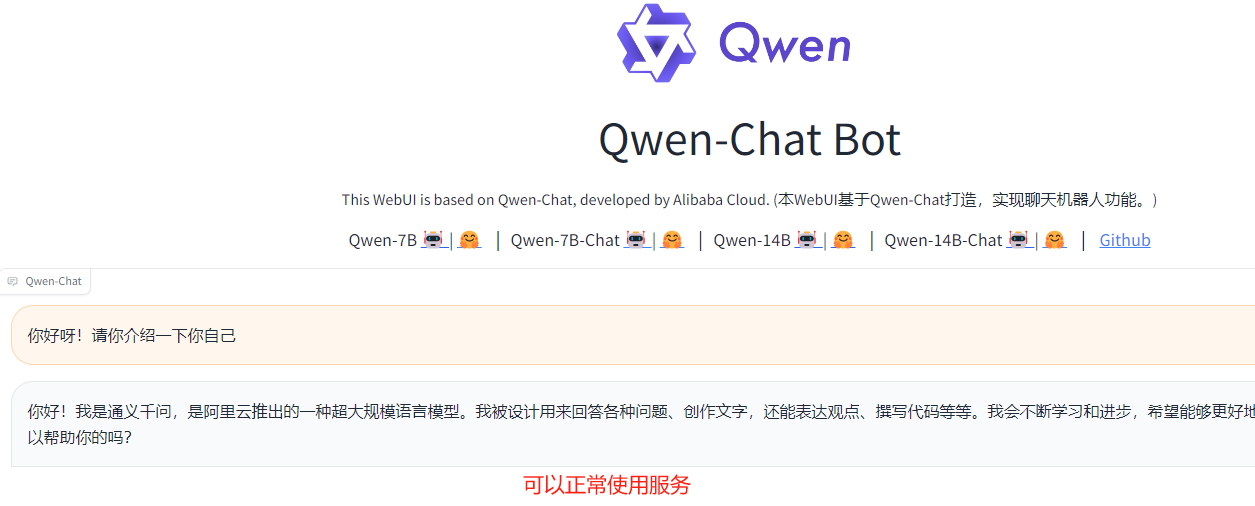 Qwen
Qwen-Chat Bot
This WebUI is based on Qwen-Chat, developed by Alibaba Cloud. (本WebUI基于Qwen-Chat打造，实现聊天机器人功能。)
Qwen-7B 🤖 | 🤗 | Qwen-7B-Chat 🤖 | 🤗 | Qwen-14B 🤖 | 🤗 | Qwen-14B-Chat 🤖 | 🤗 | Github
Qwen-Chat
你好呀！请你介绍一下你自己
你好！我是通义千问，是阿里云推出的一种超大规模语言模型。我被设计用来回答各种问题、创作文字，还能表达观点、撰写代码等等。我会不断学习和进步，希望能够更好地
以帮助你的吗？
可以正常使用服务